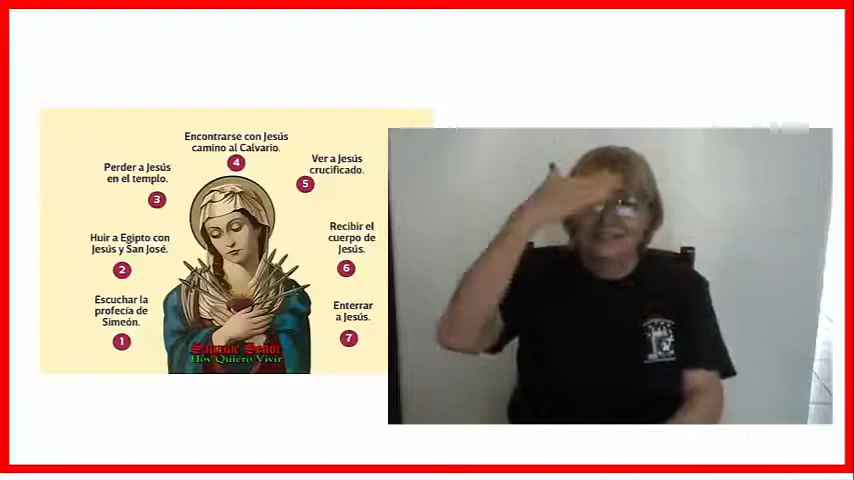 Encontrarse con Jesús
camino al Calvario.
4
Perder a Jesús
en el templo.
3
Ver a Jesús
crucificado.
5
Huir a Egipto con
Jesús y San José.
2
Recibir el
cuerpo de
Jesús.
6
Escuchar la
profecía de
Simeón.
1
Enterrar
a Jesús.
7
Hoy Quiero Vivir